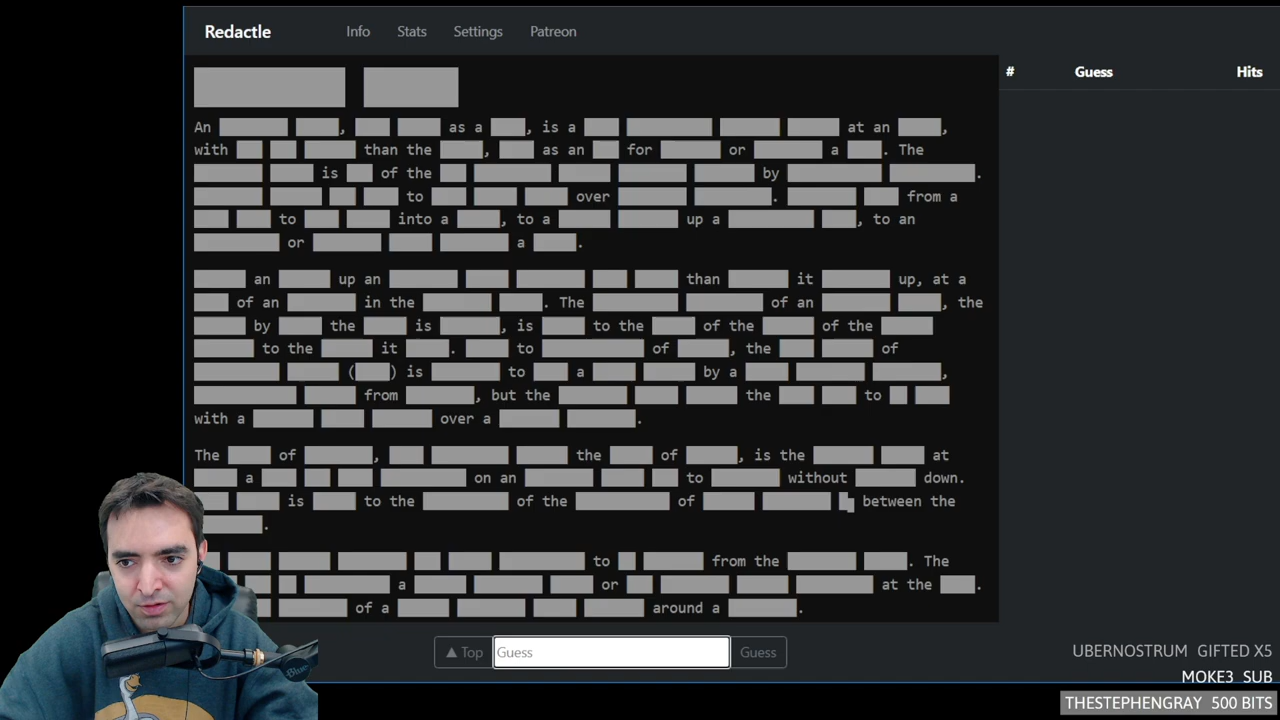 Redactle Info Stats Settings Patreon
# Guess Hits
An , as a , is a at an ,
with than the , as an for or a . The
is of the by .
to over . from a
to into a , to a up a , to an
or a .
an up an than it up, at a
of an in the . The of an , the
by the is , is to the of the of the
to the it . to of , the of
( ) is to a by a ,
from , but the the to
with a over a .
The of , the of , is the at
a on an to without down.
is to the of the of between the
.
to from the . The
a or at the .
of a around a .
▲ Top Guess Guess
UBERNOSTRUM GIFTED X5
MOKE3 SUB
THESTEPHENGRAY 500 BITS
Blue